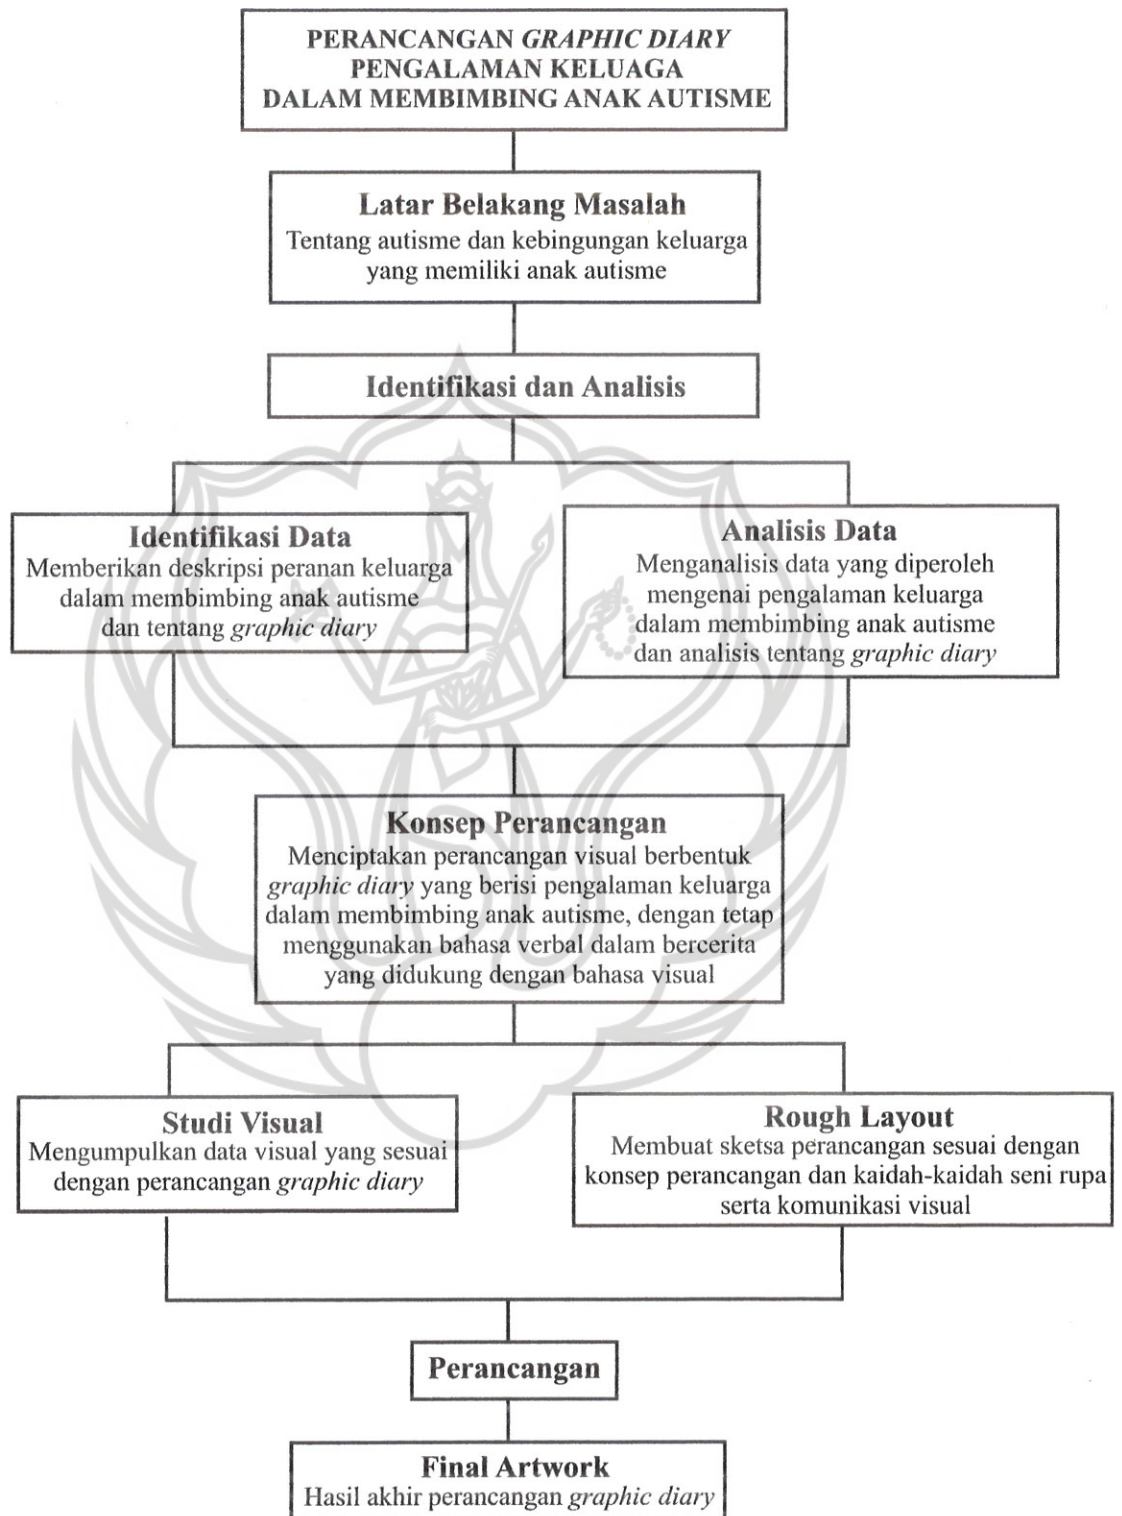 PERANCANGAN GRAPHIC DIARY
PENGALAMAN KELUAGA
DALAM MEMBIMBING ANAK AUTISME
Latar Belakang Masalah
Tentang autisme dan kebingungan keluarga
yang memiliki anak autisme
Identifikasi dan Analisis
Identifikasi Data
Memberikan deskripsi peranan keluarga
dalam membimbing anak autisme
dan tentang graphic diary
Analisis Data
Menganalisis data yang diperoleh
mengenai pengalaman keluarga
dalam membimbing anak autisme
dan analisis tentang graphic diary
Konsep Perancangan
Menciptakan perancangan visual berbentuk
graphic diary yang berisi pengalaman keluarga
dalam membimbing anak autisme, dengan tetap
menggunakan bahasa verbal dalam bercerita
yang didukung dengan bahasa visual
Studi Visual
Mengumpulkan data visual yang sesuai
dengan perancangan graphic diary
Rough Layout
Membuat sketsa perancangan sesuai dengan
konsep perancangan dan kaidah-kaidah seni rupa
serta komunikasi visual
Perancangan
Final Artwork
Hasil akhir perancangan graphic diary